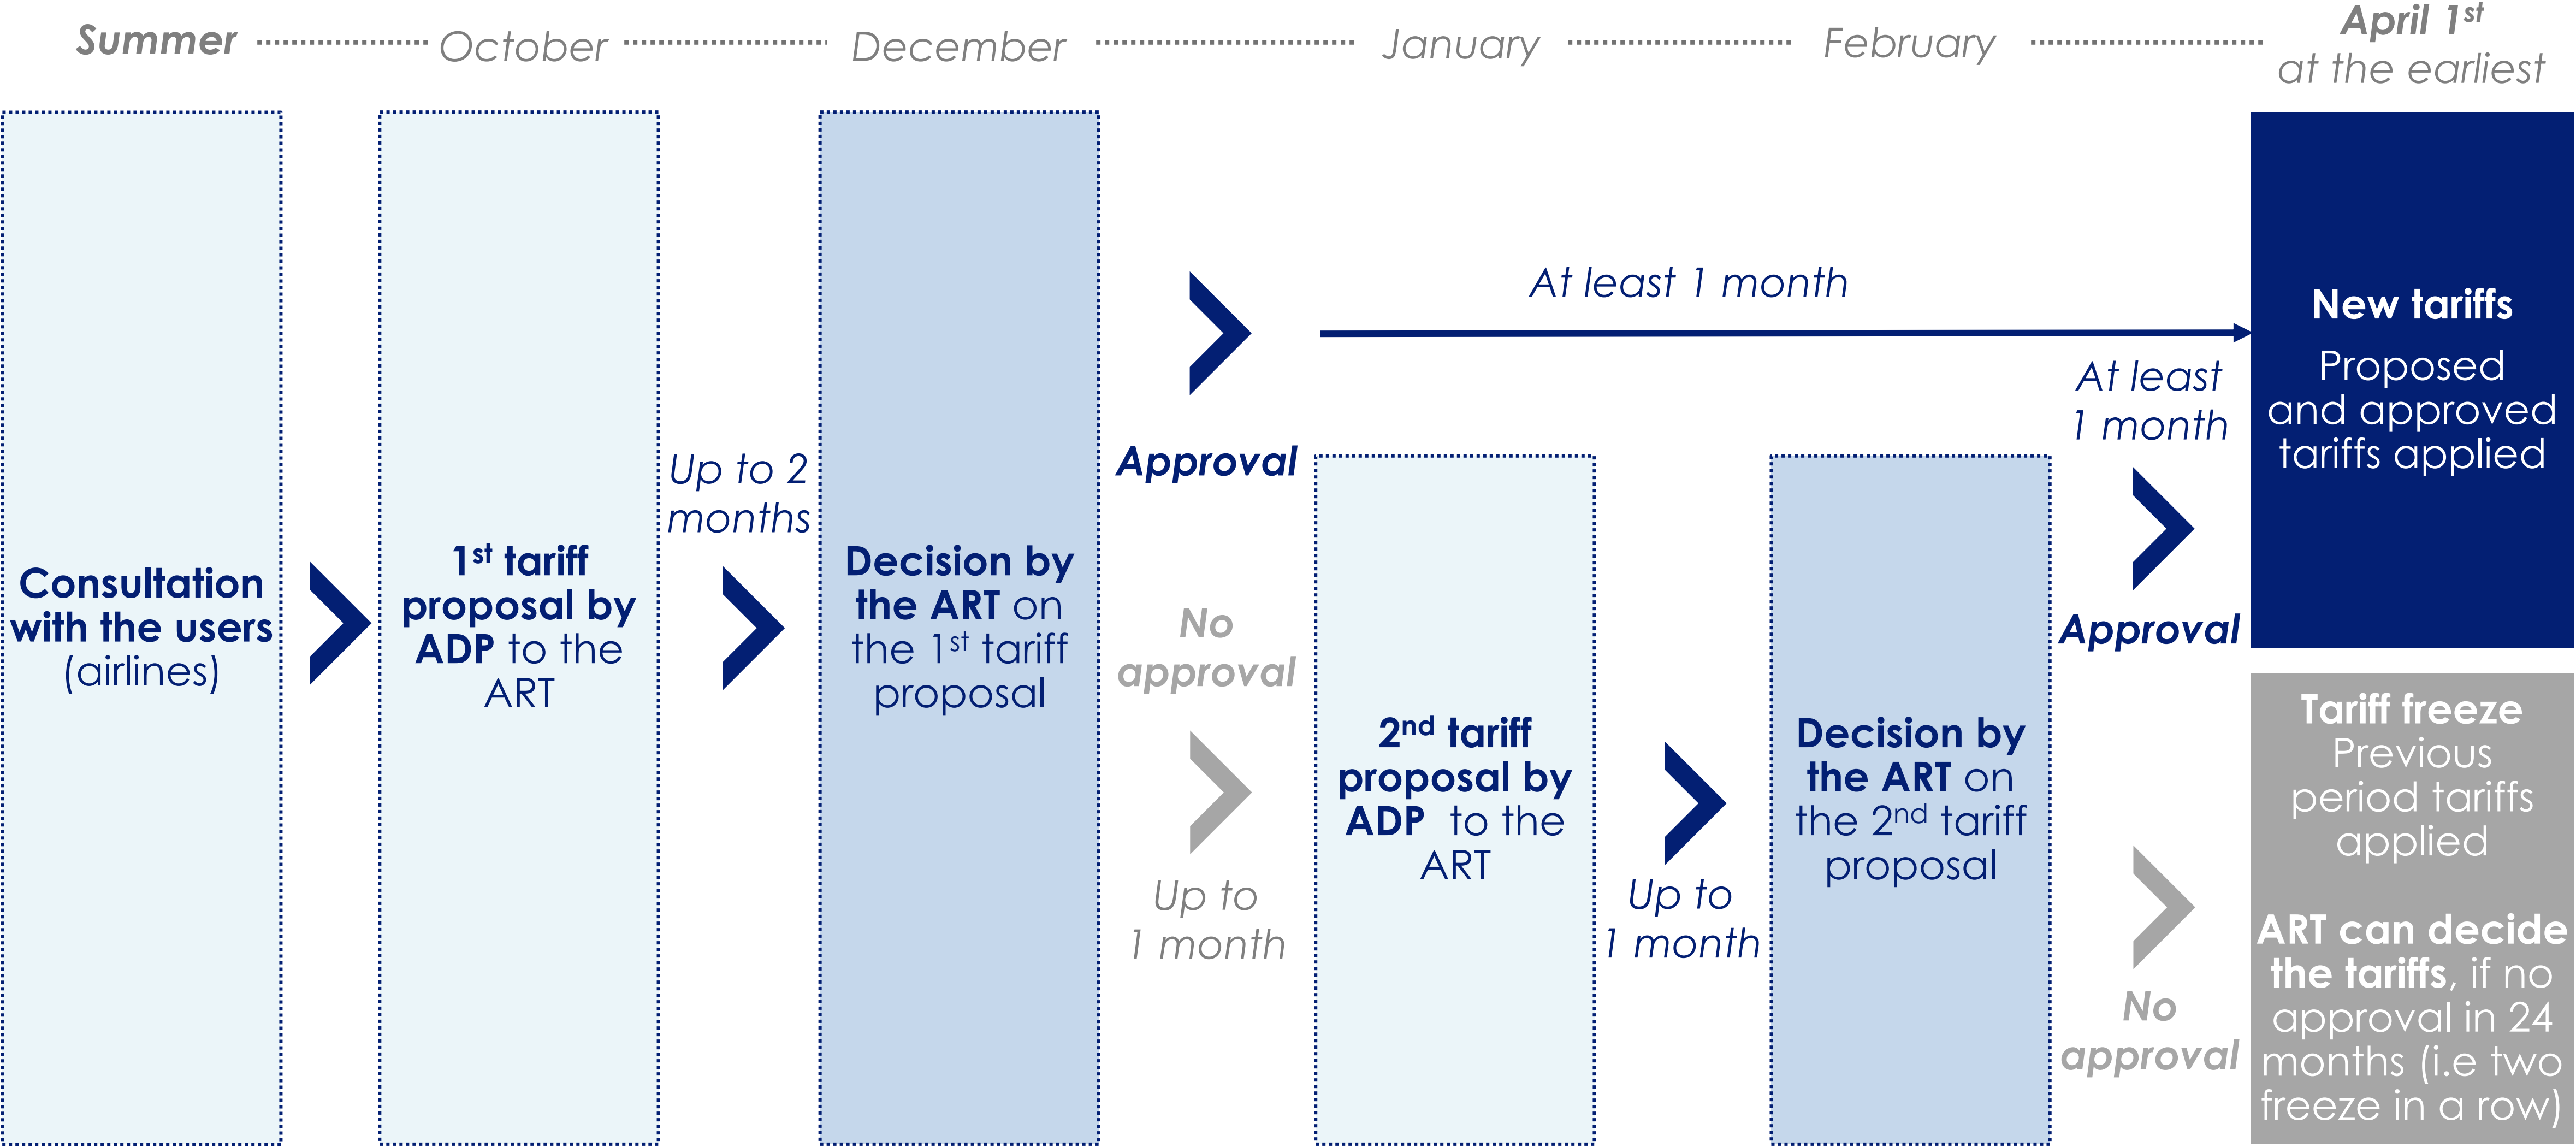 Summer
October
December
January
February
April 1st
at the earliest
Consultation
with the users
(airlines)
1st tariff
proposal by
ADP to the
ART
Up to 2
months
Decision by
the ART on
the 1st tariff
proposal
Approval
At least 1 month
No
approval
Up to
1 month
2nd tariff
proposal by
ADP to the
ART
Up to
1 month
Decision by
the ART on
the 2nd tariff
proposal
At least
1 month
Approval
No
approval
New tariffs
Proposed
and approved
tariffs applied
Tariff freeze
Previous
period tariffs
applied
ART can decide
the tariffs, if no
approval in 24
months (i.e two
freeze in a row)